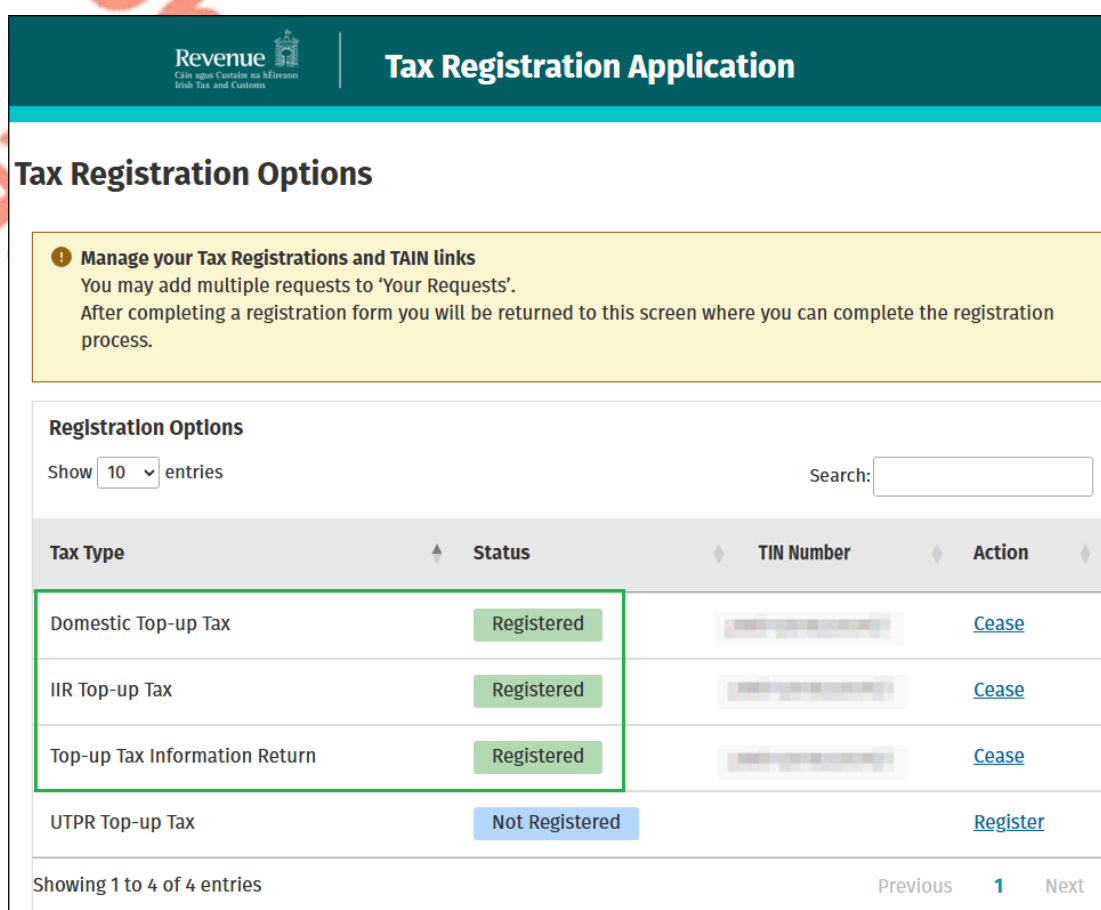 Revenue
Cáin agus Custaim na hÉireann
Irish Tax and Customs
Tax Registration Application
Tax Registration Options
Manage your Tax Registrations and TAIN links
You may add multiple requests to ‘Your Requests’.
After completing a registration form you will be returned to this screen where you can complete the registration
process.
Registration Options
Show 10 entries
Search:
Tax Type Status TIN Number Action
Domestic Top-up Tax Registered Cease
IIR Top-up Tax Registered Cease
Top-up Tax Information Return Registered Cease
UTPR Top-up Tax Not Registered Register
Showing 1 to 4 of 4 entries
Previous 1 Next